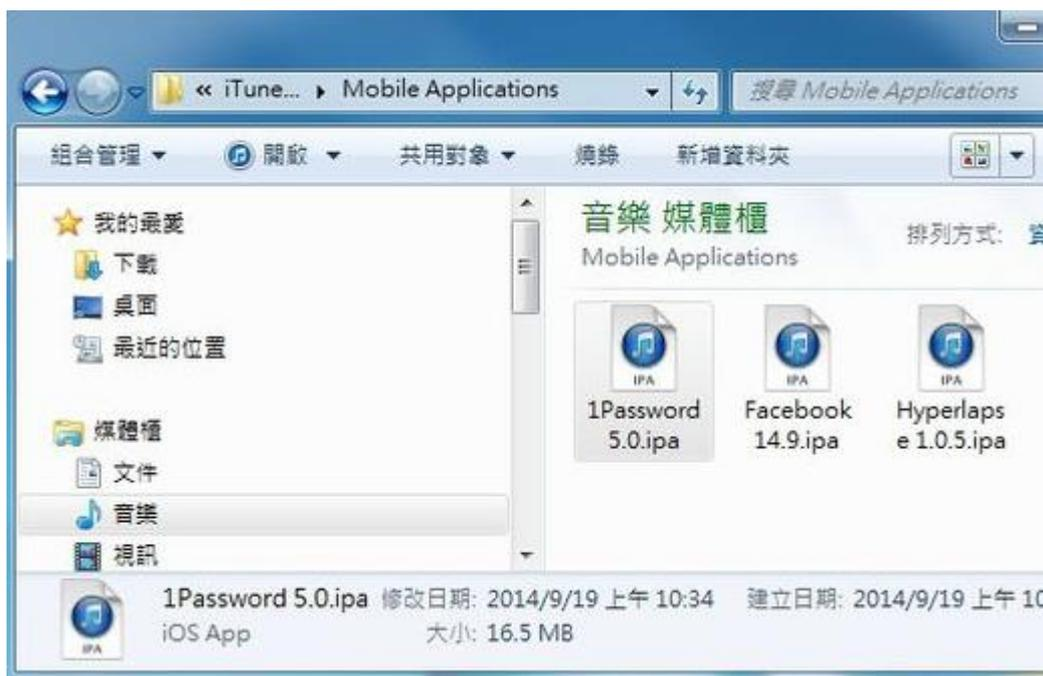 « iTune... ▸ Mobile Applications
搜尋 Mobile Applications
組合管理 開啟 共用對象 燒錄 新增資料夾
我的最愛
下載
桌面
最近的位置
媒體櫃
文件
音樂
視訊
音樂 媒體櫃
Mobile Applications
排列方式:
IPA IPA IPA
1Password 5.0.ipa
Facebook 14.9.ipa
Hyperlapse 1.0.5.ipa
1Password 5.0.ipa 修改日期: 2014/9/19 上午 10:34 建立日期: 2014/9/19 上午 10
IPA iOS App 大小: 16.5 MB